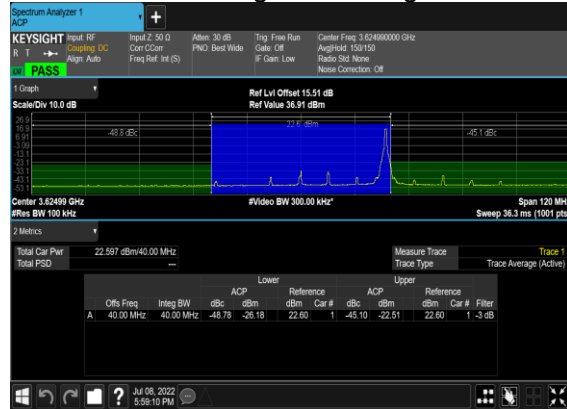 Spectrum Analyzer 1
ACP
+
KEYSIGHT Input: RF Input Z: 50 Ω Atten: 30 dB Trig: Free Run Center Freq: 3.624990000 GHz
R T Coupling: DC Corr CCorr PNO: Best Wide Gate: Off Avg|Hold: 150/150
Align: Auto Freq Ref: Int (S) IF Gain: Low Radio Std: None
Noise Correction: Off
LW PASS
1 Graph
Ref Lvl Offset 15.51 dB
Scale/Div 10.0 dB Ref Value 36.91 dBm
26.9
16.9 -48.8 dBc 22.6 dBm -45.1 dBc
6.91
-3.09
-13.1
-23.1
-33.1
-43.1
-53.1
Center 3.62499 GHz #Video BW 300.00 kHz* Span 120 MH
#Res BW 100 kHz Sweep 36.3 ms (1001 pts
2 Metrics
Total Car Pwr 22.597 dBm/40.00 MHz Measure Trace Trace 1
Total PSD --- Trace Type Trace Average (Active)
Lower Upper
ACP Reference ACP Reference
Offs Freq Integ BW dBc dBm dBm Car # dBc dBm dBm Car # Filter
A 40.00 MHz 40.00 MHz -48.78 -26.18 22.60 1 -45.10 -22.51 22.60 1 -3 dB
? Jul 08, 2022
5:59:10 PM